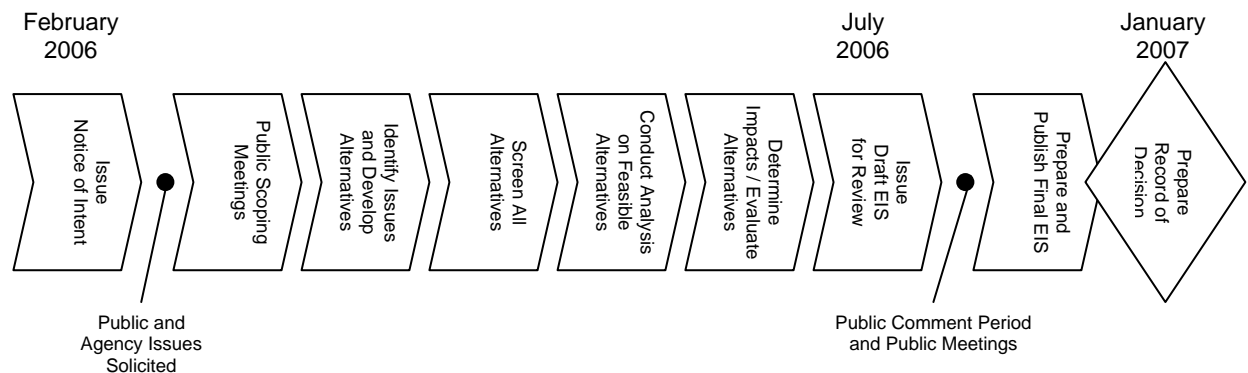 February
2006
July
2006
January
2007
Issue
Notice of Intent
Public Scoping
Meetings
Identify Issues
and Develop
Alternatives
Screen All
Alternatives
Conduct Analysis
on Feasible
Alternatives
Determine
Impacts / Evaluate
Alternatives
Issue
Draft EIS
for Review
Prepare and
Publish Final EIS
Prepare
Record of
Decision
Public and
Agency Issues
Solicited
Public Comment Period
and Public Meetings